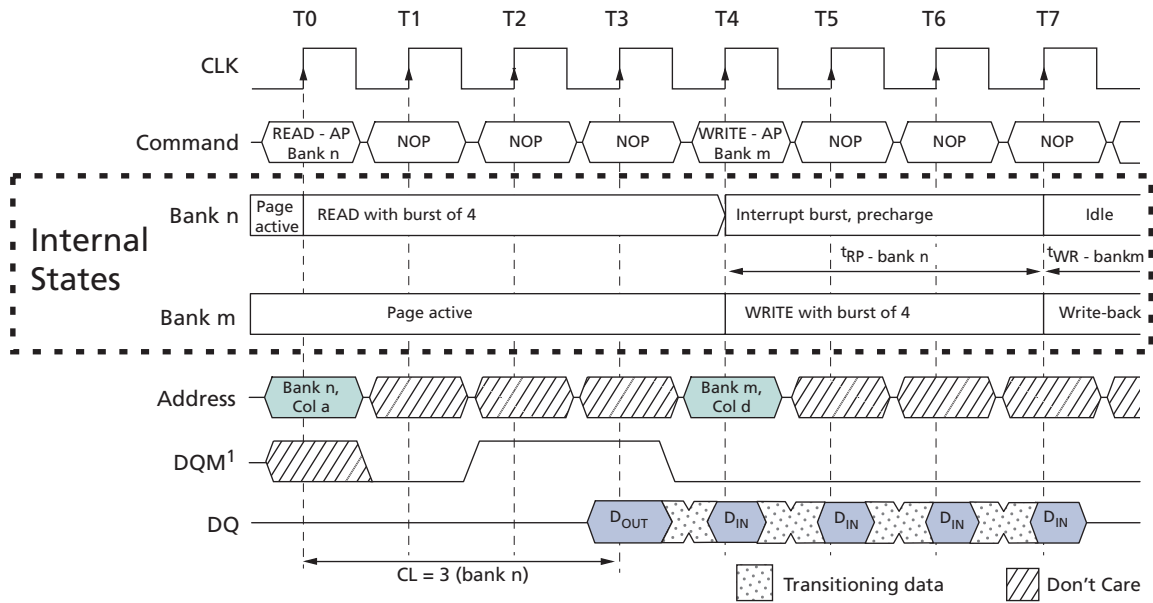 T0 T1 T2 T3 T4 T5 T6 T7
CLK
Command READ - AP Bank n NOP NOP NOP WRITE - AP Bank m NOP NOP NOP
Internal States
Bank n Page active READ with burst of 4 Interrupt burst, precharge Idle
tRP - bank n tWR - bankm
Bank m Page active WRITE with burst of 4 Write-back
Address Bank n, Col a Bank m, Col d
DQM1
DQ DOUT DIN DIN DIN DIN
CL = 3 (bank n)
Transitioning data Don't Care